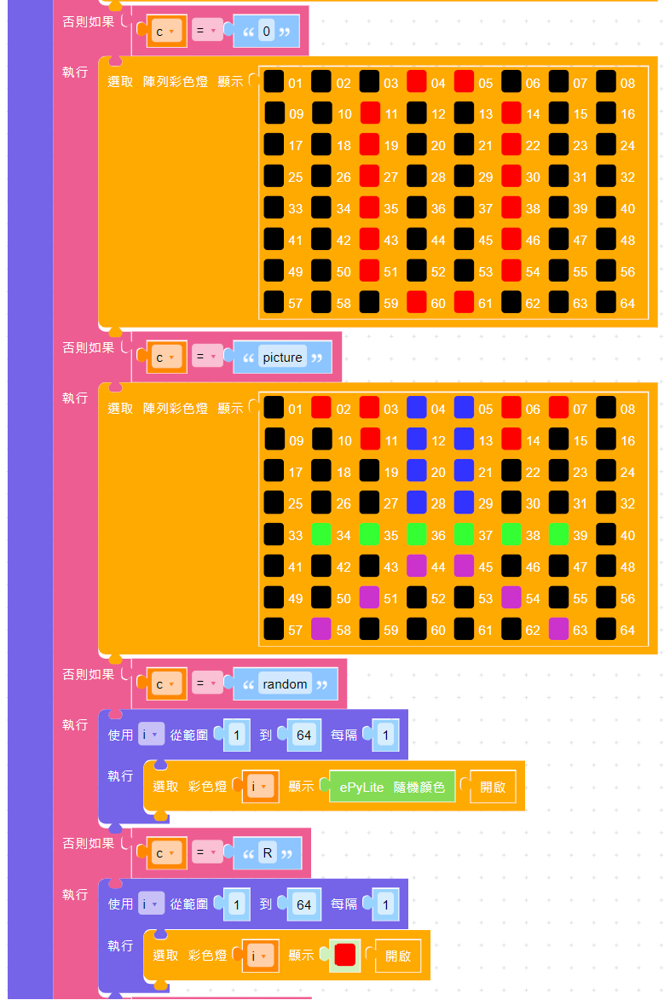 否則如果 c = “ 0 ”
執行 選取 陣列彩色燈 顯示 01 02 03 04 05 06 07 08
09 10 11 12 13 14 15 16
17 18 19 20 21 22 23 24
25 26 27 28 29 30 31 32
33 34 35 36 37 38 39 40
41 42 43 44 45 46 47 48
49 50 51 52 53 54 55 56
57 58 59 60 61 62 63 64
否則如果 c = “ picture ”
執行 選取 陣列彩色燈 顯示 01 02 03 04 05 06 07 08
09 10 11 12 13 14 15 16
17 18 19 20 21 22 23 24
25 26 27 28 29 30 31 32
33 34 35 36 37 38 39 40
41 42 43 44 45 46 47 48
49 50 51 52 53 54 55 56
57 58 59 60 61 62 63 64
否則如果 c = “ random ”
執行 使用 i 從範圍 1 到 64 每隔 1
執行 選取 彩色燈 i 顯示 ePyLite 隨機顏色 開啟
否則如果 c = “ R ”
執行 使用 i 從範圍 1 到 64 每隔 1
執行 選取 彩色燈 i 顯示 開啟